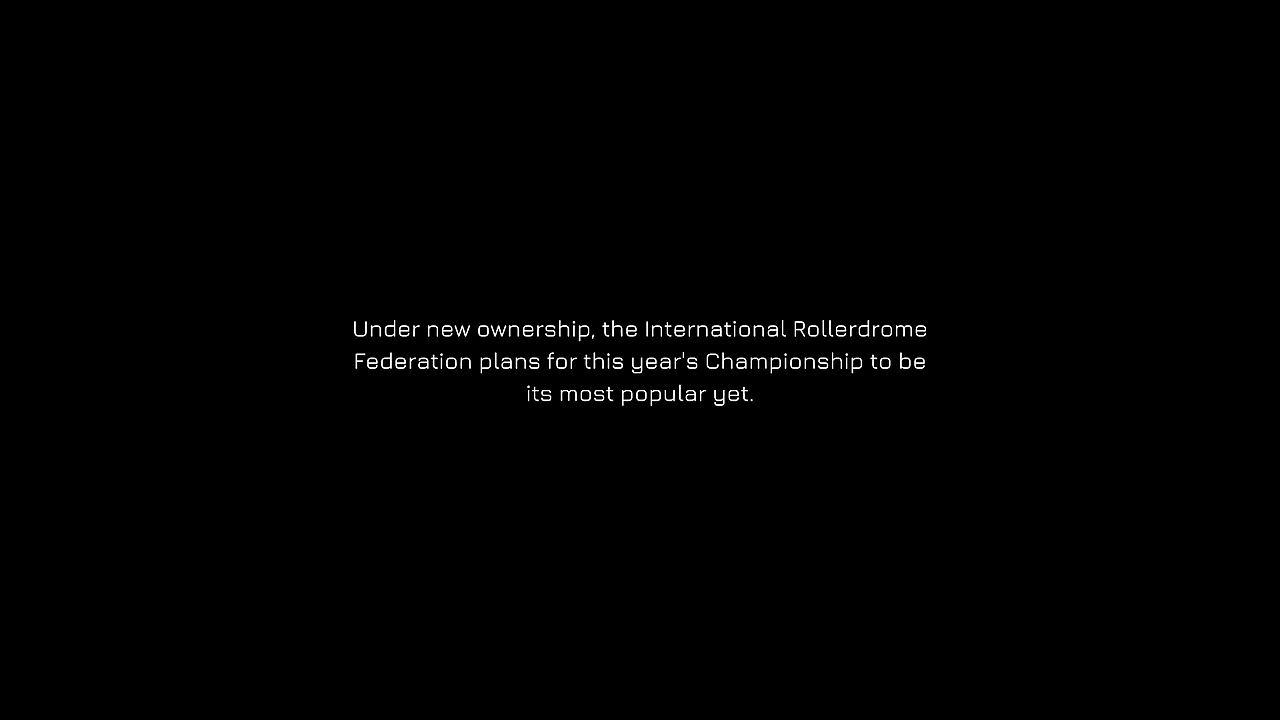 Under new ownership, the International Rollerdrome
Federation plans for this year's Championship to be
its most popular yet.